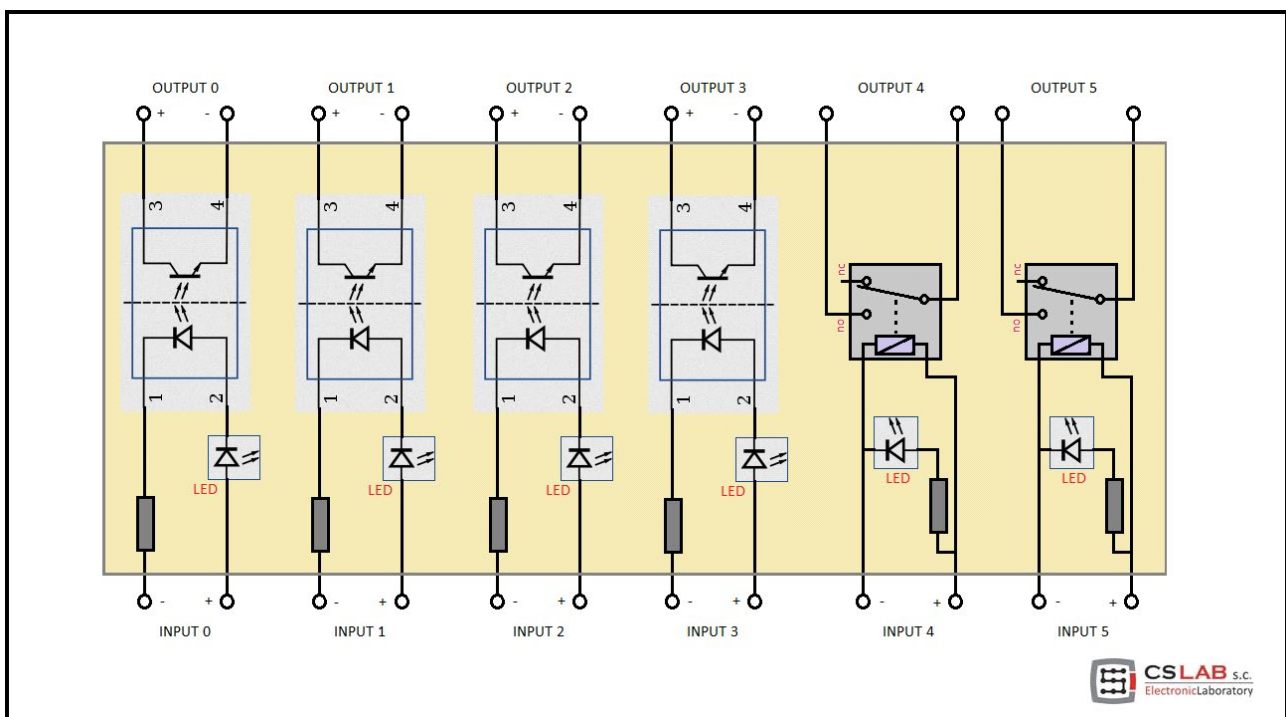 OUTPUT 0 OUTPUT 1 OUTPUT 2 OUTPUT 3 OUTPUT 4 OUTPUT 5
+ - + - + - + -
3 4 3 4 3 4 3 4
nc nc
no no
1 2 1 2 1 2 1 2
LED LED LED LED LED LED
- + - + - + - + - + - +
INPUT 0 INPUT 1 INPUT 2 INPUT 3 INPUT 4 INPUT 5
CSLAB s.c.
ElectronicLaboratory